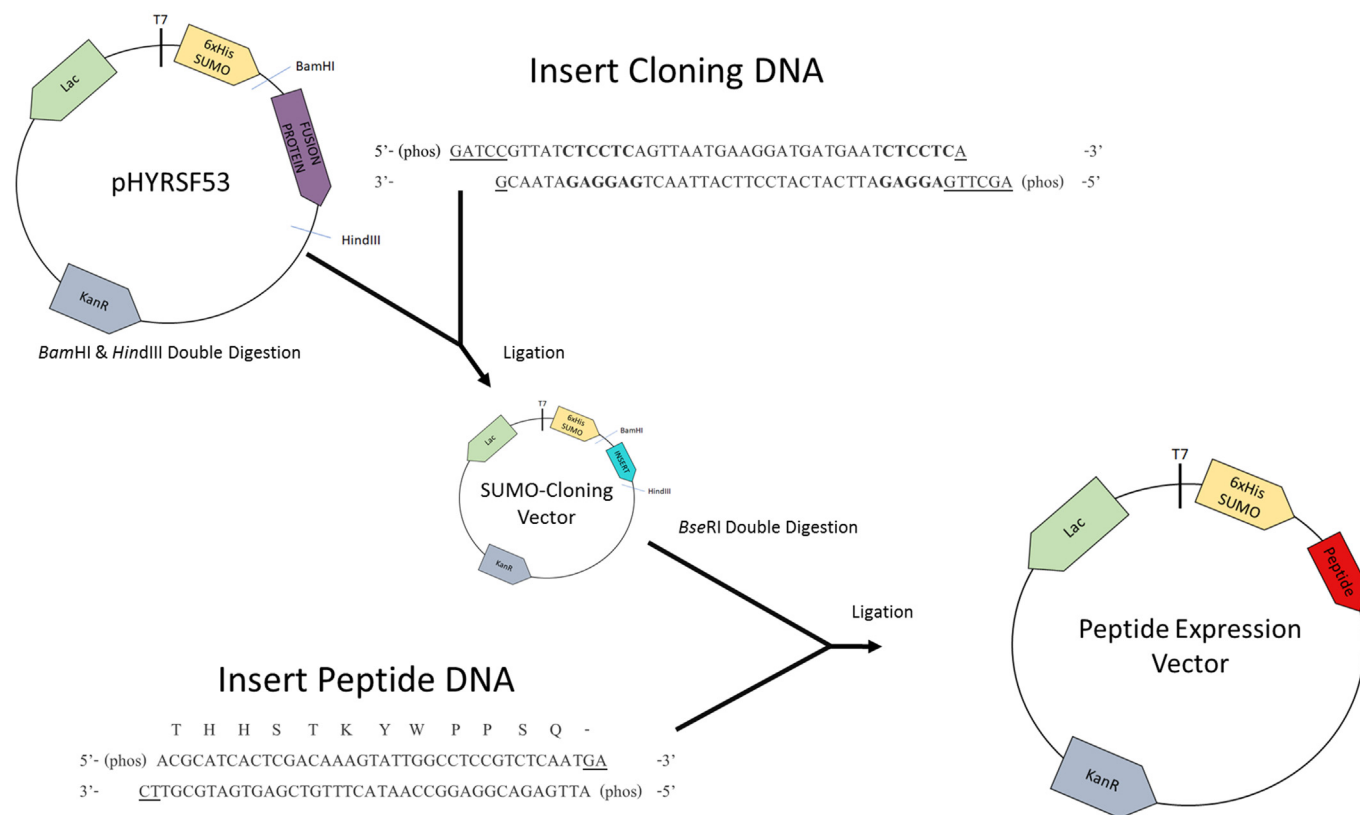 T7
6xHis
SUMO
BamHI
Lac
FUSION
PROTEIN
pHYRSF53
HindIII
KanR
BamHI & HindIII Double Digestion
Insert Cloning DNA
5'- (phos) GATCCGTTATCTCCTCAGTTAATGAAGGATGATGAATCTCCTCA -3'
3'- GCAATAGAGGAGTCAATTACTTCCTACTACTTAGAGGAGTTCGA (phos) -5'
Ligation
T7
6xHis
SUMO
BamHI
Lac
INSERT
HindIII
SUMO-Cloning
Vector
KanR
BseRI Double Digestion
Ligation
Insert Peptide DNA
T H H S T K Y W P P S Q -
5'- (phos) ACGCATCACTCGACAAAGTATTGGCCTCCGTCTCAATGA -3'
3'- CTTGCGTAGTGAGCTGTTTCATAACCGGAGGCAGAGTTA (phos) -5'
T7
6xHis
SUMO
Lac
Peptide
Peptide Expression
Vector
KanR